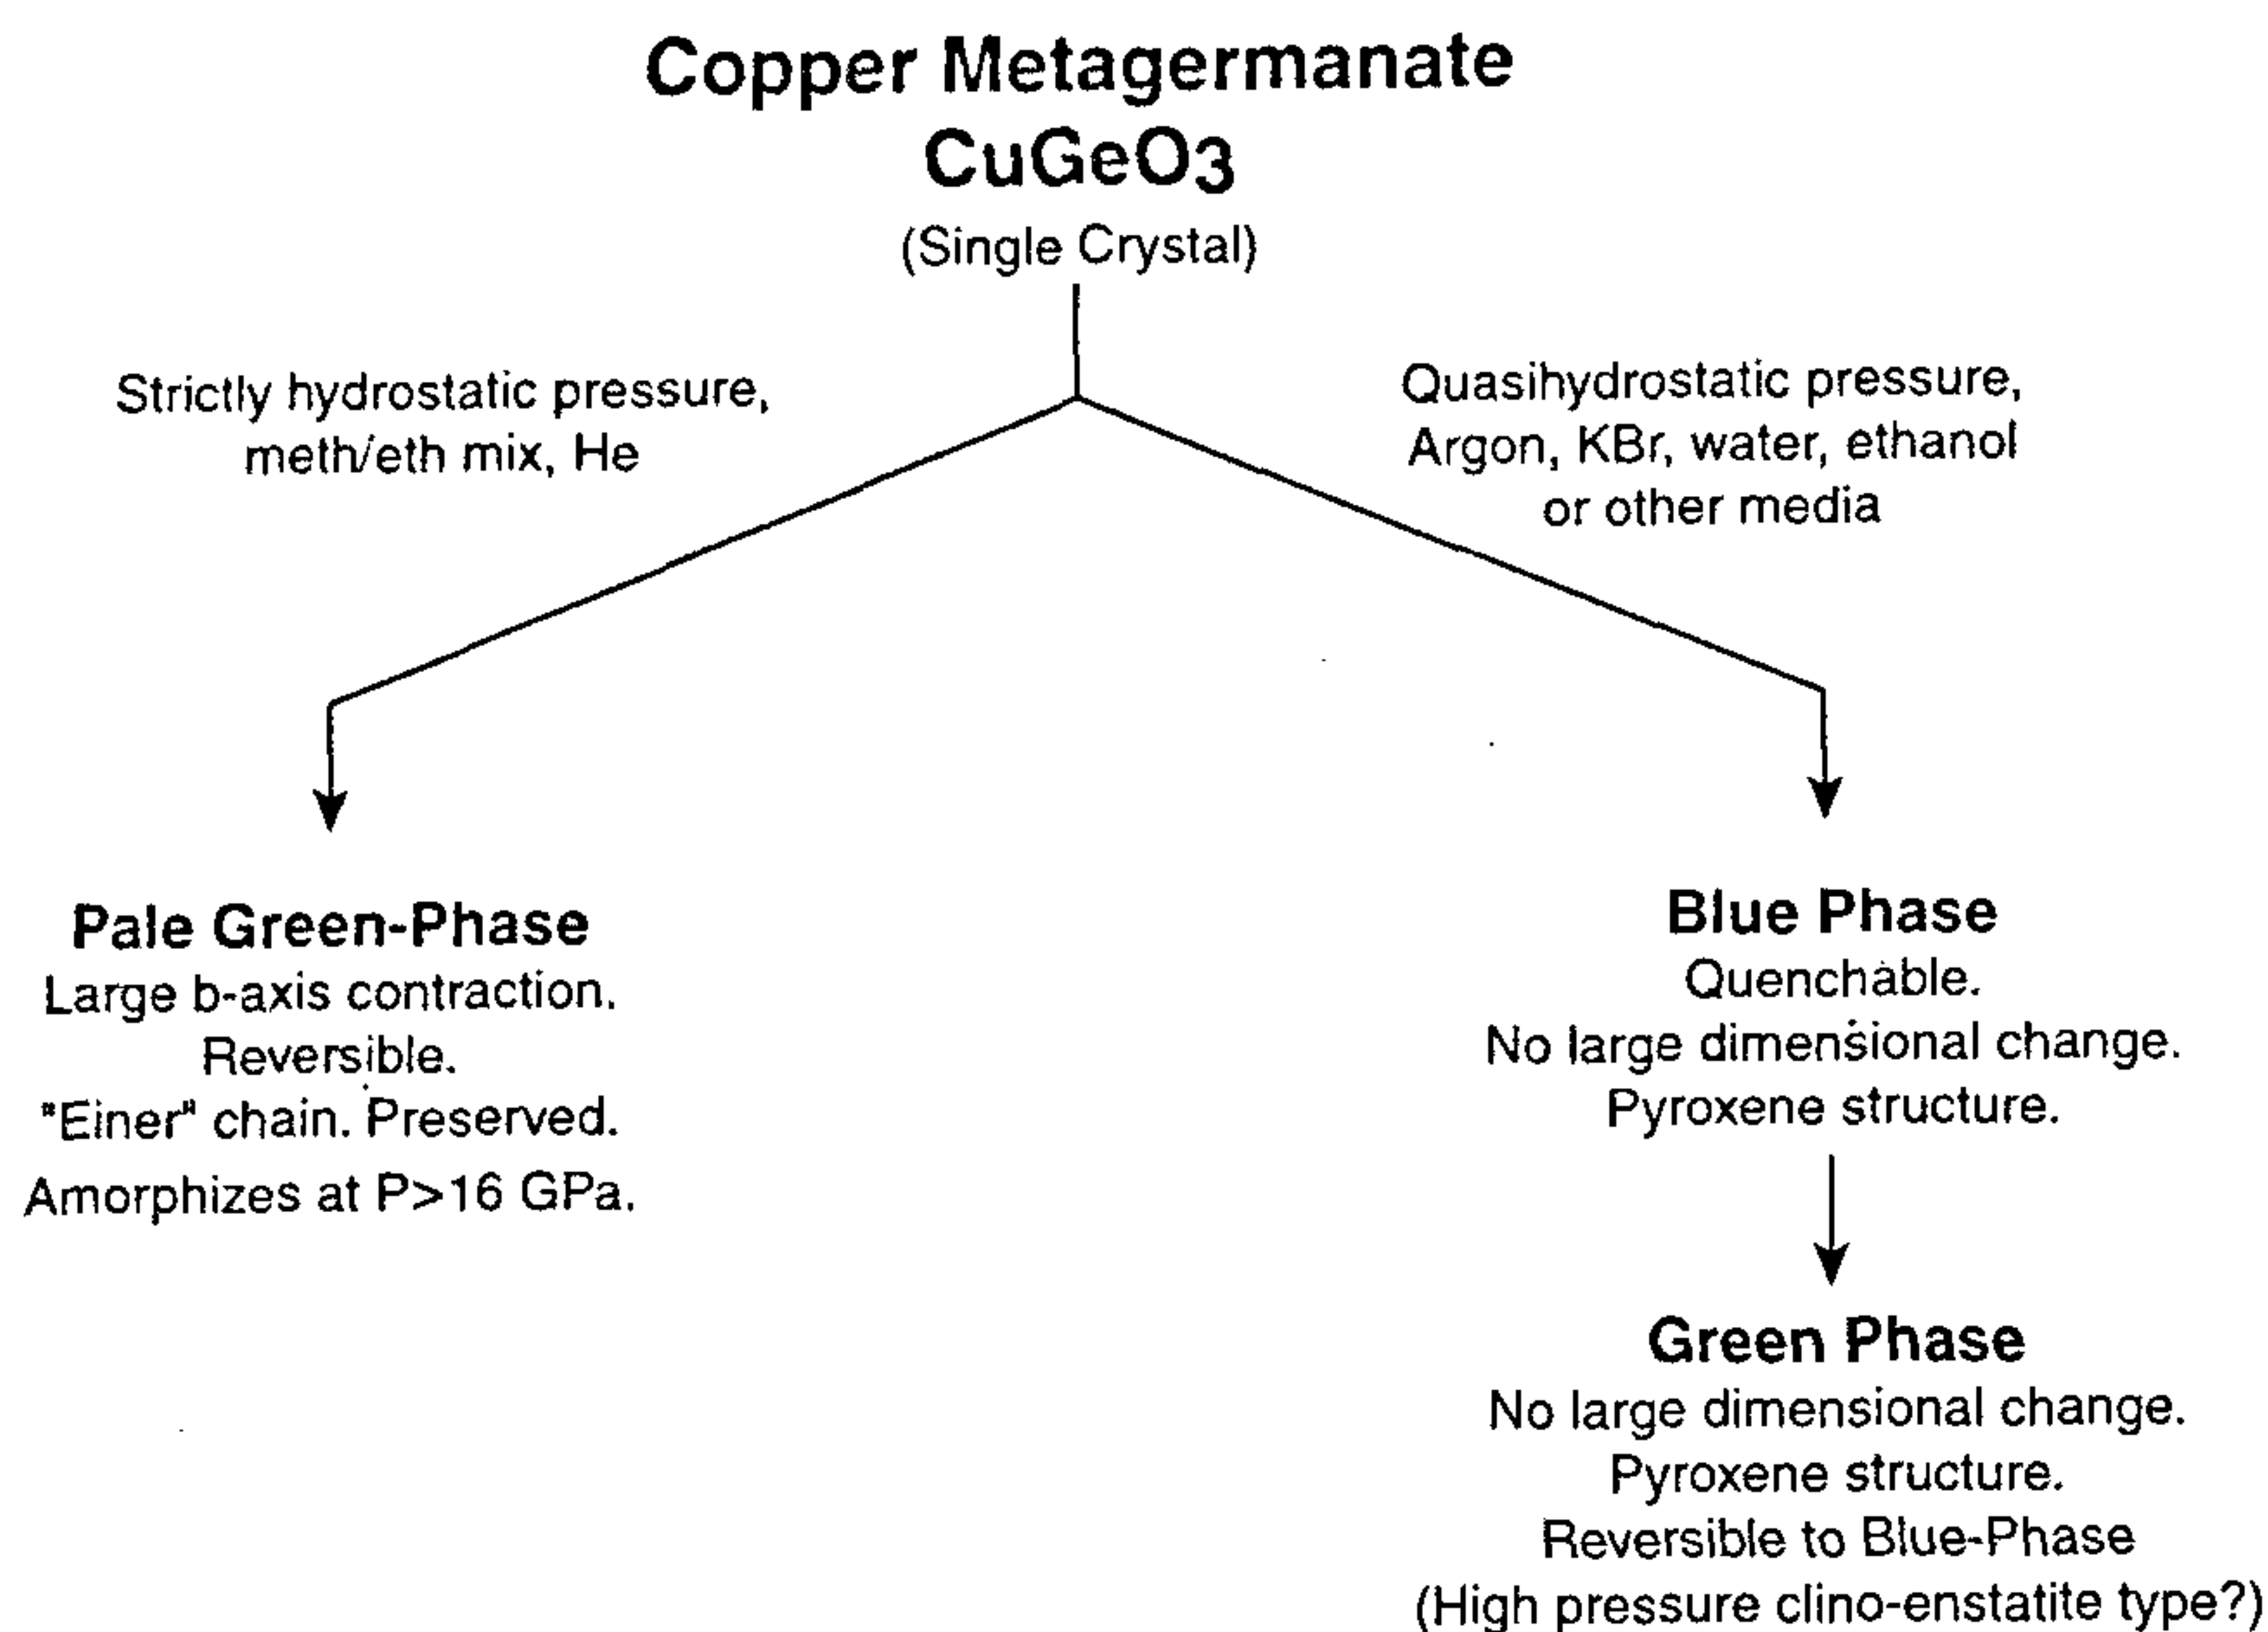 Copper Metagermanate
CuGeO3
(Single Crystal)
Strictly hydrostatic pressure,
meth/eth mix, He
Quasihydrostatic pressure,
Argon, KBr, water, ethanol
or other media
Pale Green-Phase
Large b-axis contraction.
Reversible.
"Einer" chain. Preserved.
Amorphizes at P>16 GPa.
Blue Phase
Quenchable.
No large dimensional change.
Pyroxene structure.
Green Phase
No large dimensional change.
Pyroxene structure.
Reversible to Blue-Phase
(High pressure clino-enstatite type?)